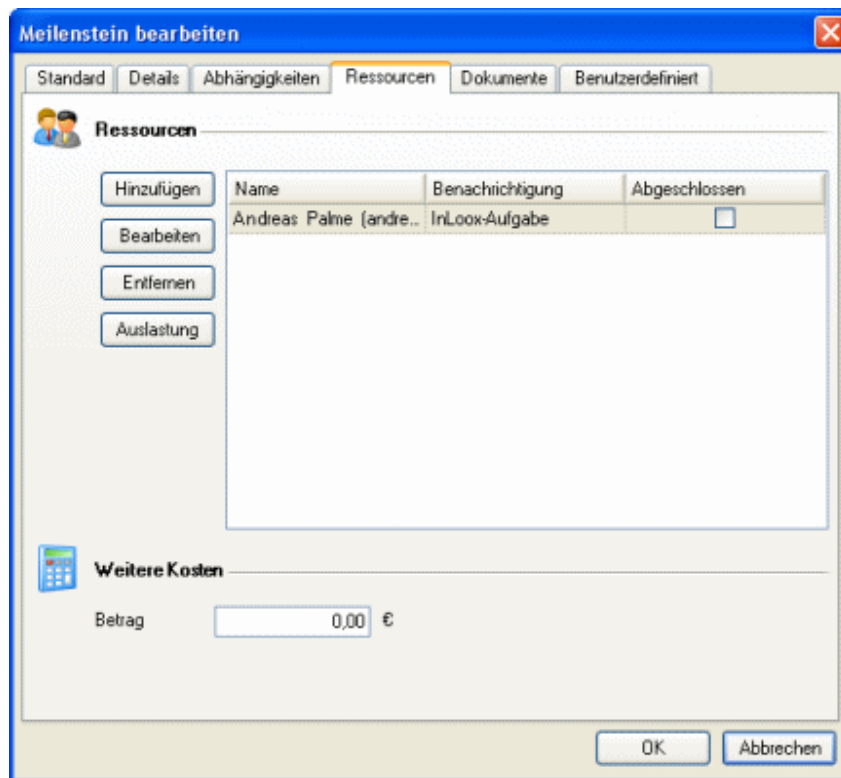 Meilenstein bearbeiten
Standard Details Abhängigkeiten Ressourcen Dokumente Benutzerdefiniert
Ressourcen
Hinzufügen
Bearbeiten
Entfernen
Auslastung
Name Benachrichtigung Abgeschlossen
Andreas Palme (andre... InLoox-Aufgabe
Weitere Kosten
Betrag 0,00 €
OK Abbrechen